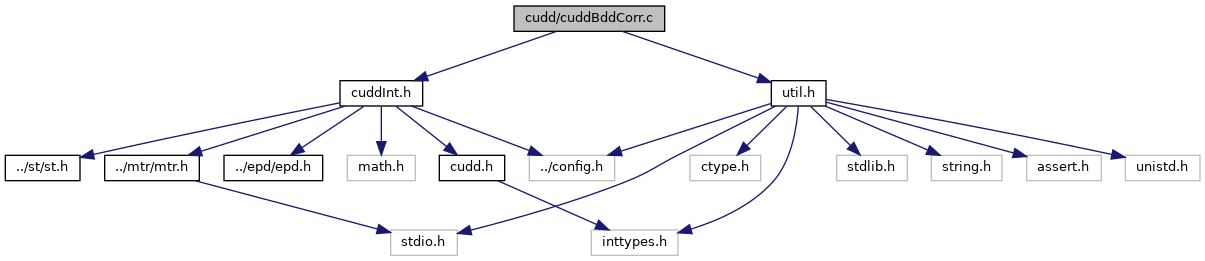 cudd/cuddBddCorr.c
cuddInt.h
util.h
../st/st.h
../mtr/mtr.h
../epd/epd.h
math.h
cudd.h
../config.h
ctype.h
stdlib.h
string.h
assert.h
unistd.h
stdio.h
inttypes.h